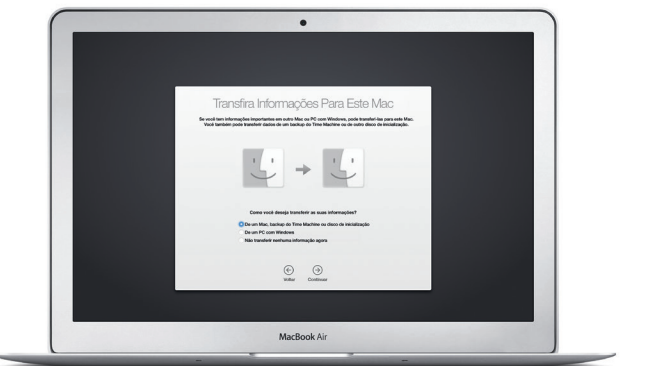 Transfira Informações Para Este Mac
Se você tem informações importantes em outro Mac ou PC com Windows, pode transferi-las para este Mac.
Você também pode transferir dados de um backup do Time Machine ou de outro disco de inicialização.
Como você deseja transferir as suas informações?
De um Mac, backup do Time Machine ou disco de inicialização
De um PC com Windows
Não transferir nenhuma informação agora
Voltar Continuar
MacBook Air